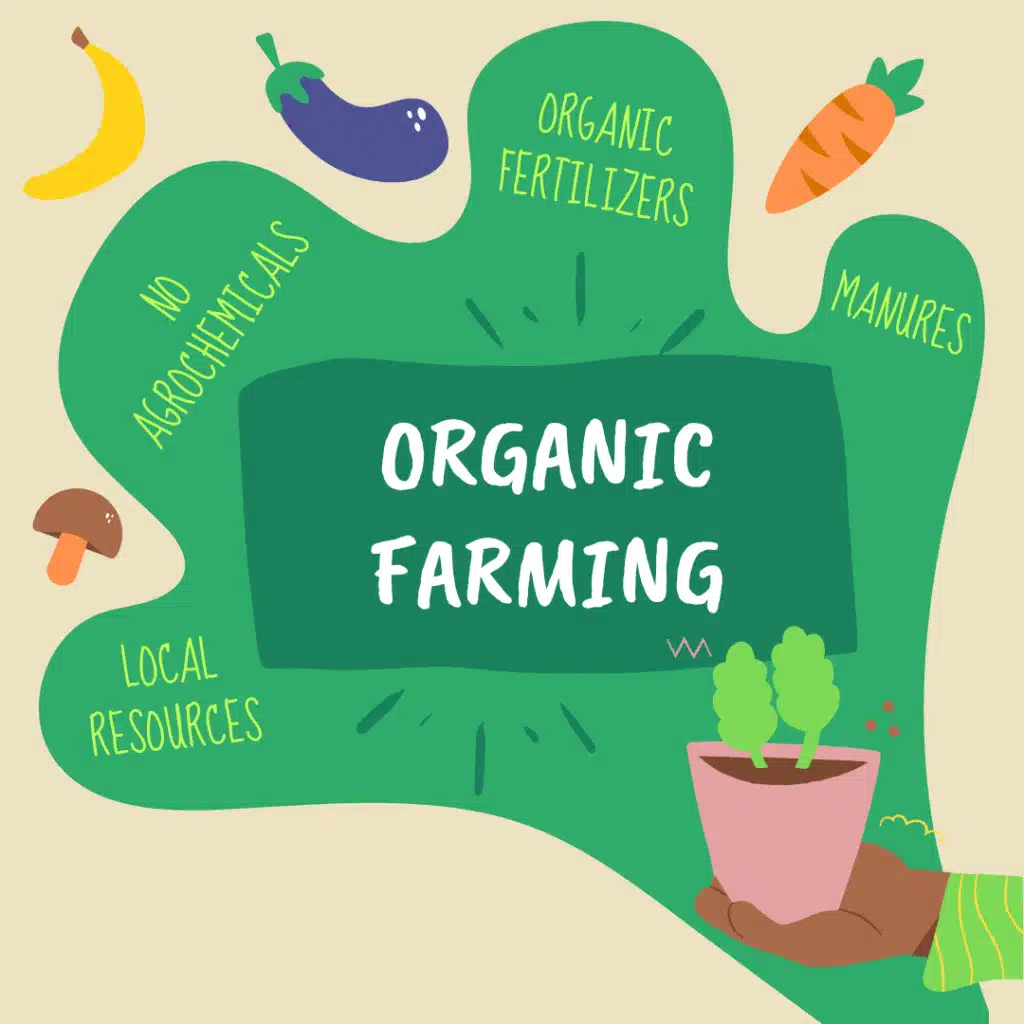 ORGANIC
FERTILIZERS
NO
AGROCHEMICALS
MANURES
ORGANIC
FARMING
LOCAL
RESOURCES